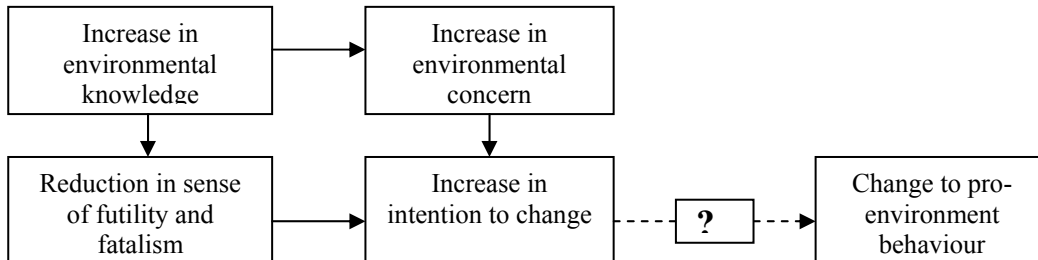 Increase in
environmental
knowledge
Increase in
environmental
concern
Reduction in sense
of futility and
fatalism
Increase in
intention to change
?
Change to pro-
environment
behaviour